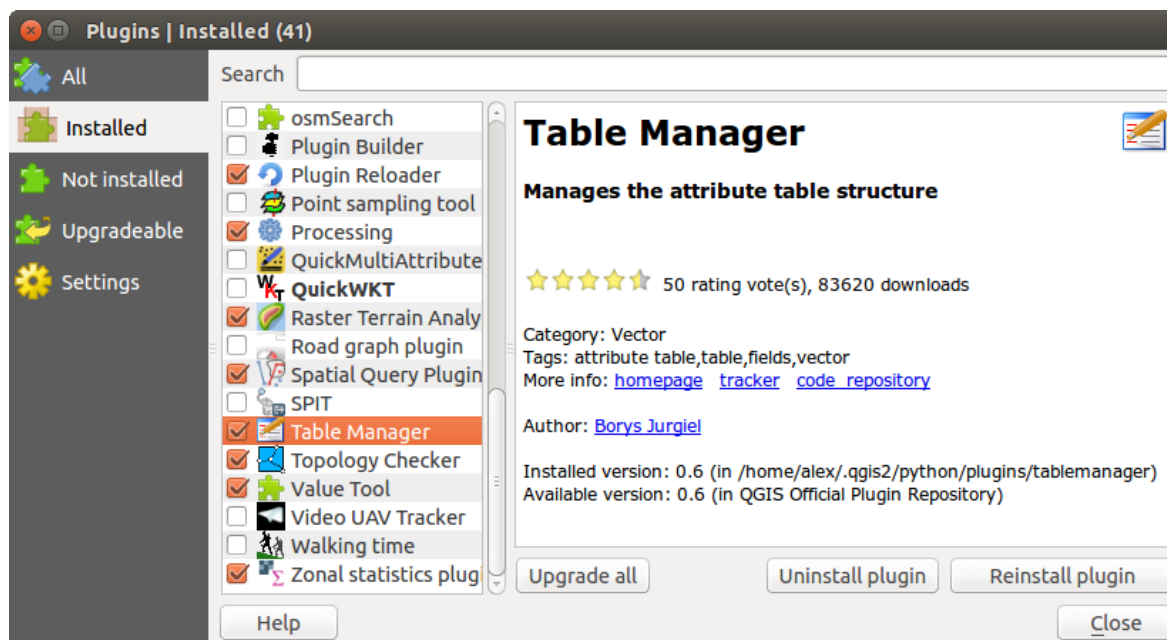 Plugins | Installed (41)
All
Installed
Not installed
Upgradeable
Settings
Search
osmSearch
Plugin Builder
Plugin Reloader
Point sampling tool
Processing
QuickMultiAttribute
WKT QuickWKT
Raster Terrain Analy
Road graph plugin
Spatial Query Plugin
SPIT
Table Manager
Topology Checker
Value Tool
Video UAV Tracker
Walking time
Σ Zonal statistics plugi
Table Manager
Manages the attribute table structure
50 rating vote(s), 83620 downloads
Category: Vector
Tags: attribute table,table,fields,vector
More info: homepage tracker code repository
Author: Borys Jurgiel
Installed version: 0.6 (in /home/alex/.qgis2/python/plugins/tablemanager)
Available version: 0.6 (in QGIS Official Plugin Repository)
Upgrade all
Uninstall plugin
Reinstall plugin
Help
Close